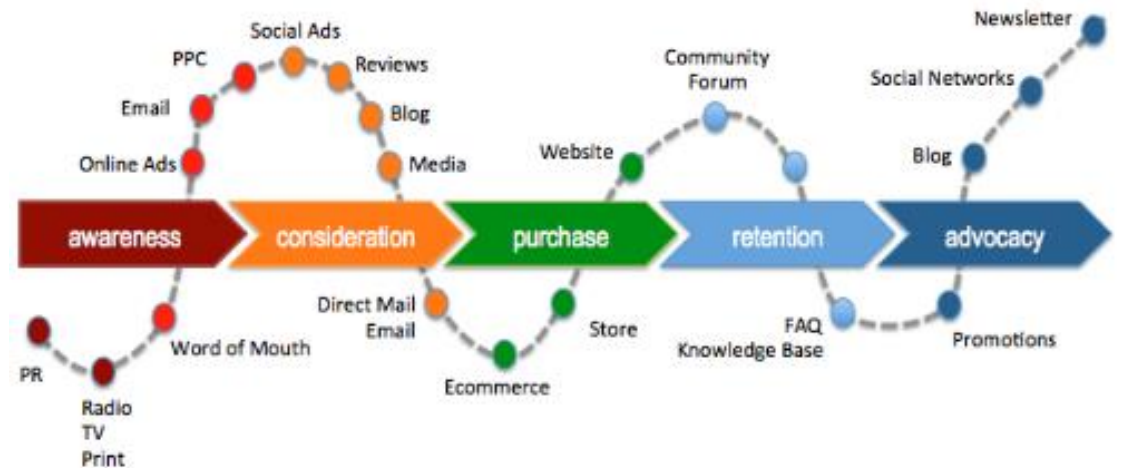 Newsletter
Social Ads
PPC
Reviews
Community
Forum
Social Networks
Email
Blog
Online Ads
Media
Website
Blog
awareness
consideration
purchase
retention
advocacy
Direct Mail
Email
Store
FAQ
Knowledge Base
Promotions
Word of Mouth
PR
Ecommerce
Radio
TV
Print